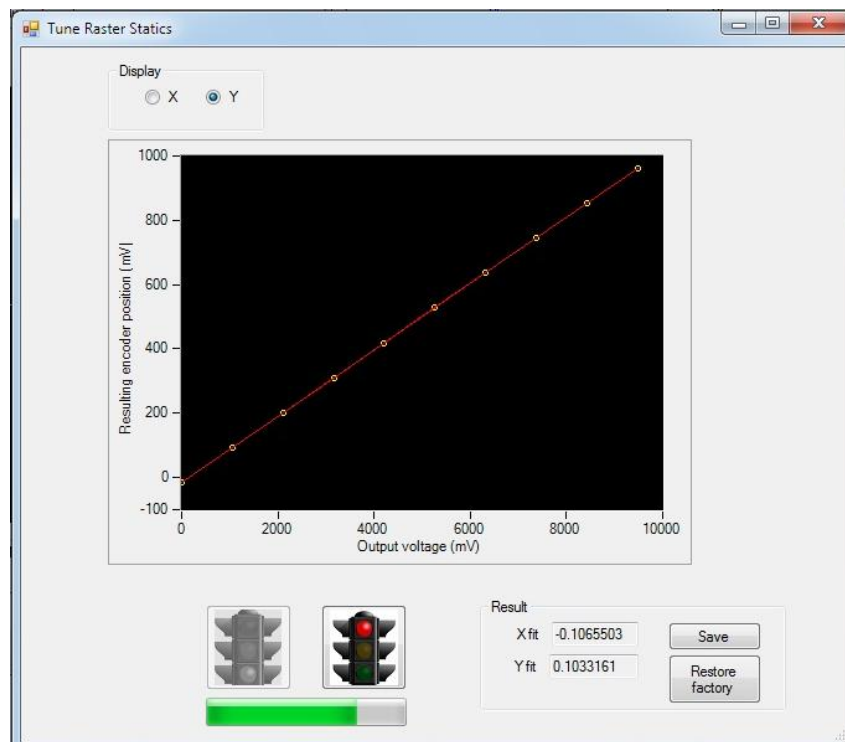 Tune Raster Statics
Display
X Y
Resulting encoder position (mV)
1000
800
600
400
200
0
-100
0 2000 4000 6000 8000 10000
Output voltage (mV)
Result
X fit -0.1065503 Save
Y fit 0.1033161 Restore
factory